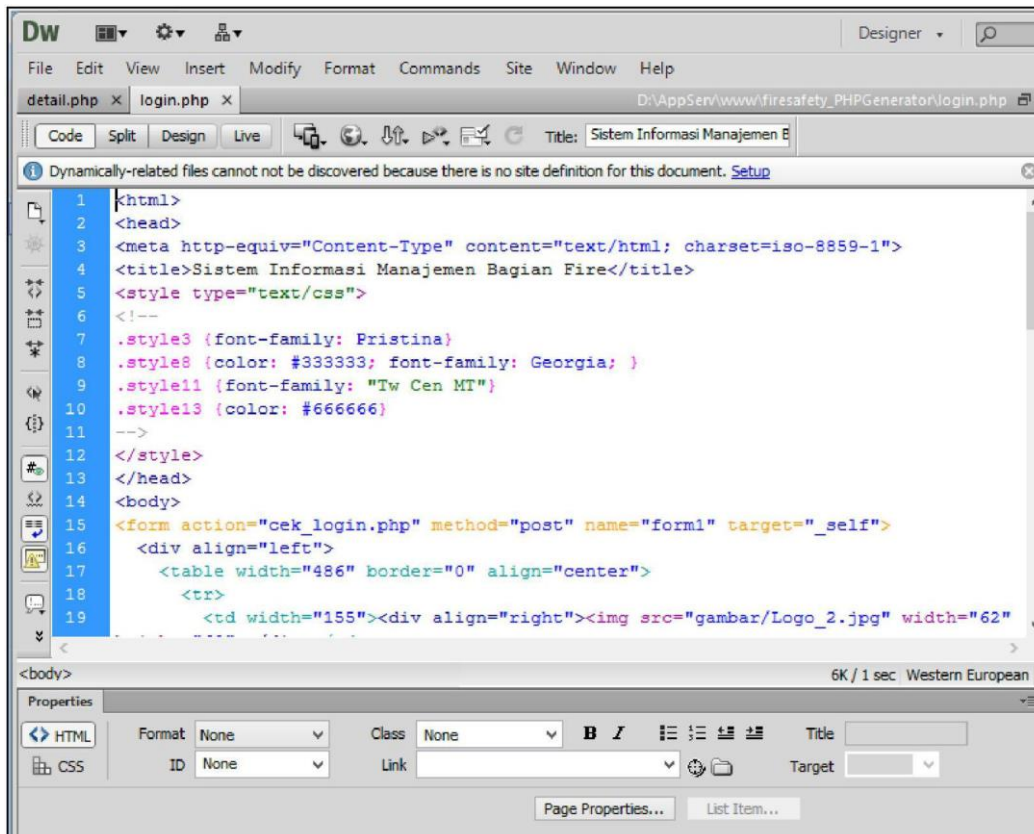 Dw Designer
File Edit View Insert Modify Format Commands Site Window Help
detail.php × login.php × D:\AppServ\www\firesafety_PHPGenerator\login.php
Code Split Design Live Title: Sistem Informasi Manajemen B
Dynamically-related files cannot not be discovered because there is no site definition for this document. Setup
1 <html>
2 <head>
3 <meta http-equiv="Content-Type" content="text/html; charset=iso-8859-1">
4 <title>Sistem Informasi Manajemen Bagian Fire</title>
5 <style type="text/css">
6 <!--
7 .style3 {font-family: Pristina}
8 .style8 {color: #333333; font-family: Georgia; }
9 .style11 {font-family: "Tw Cen MT"}
10 .style13 {color: #666666}
11 -->
12 </style>
13 </head>
14 <body>
15 <form action="cek_login.php" method="post" name="form1" target="_self">
16 <div align="left">
17 <table width="486" border="0" align="center">
18 <tr>
19 <td width="155"><div align="right"><img src="gambar/Logo_2.jpg" width="62"
<body> 6K / 1 sec Western European
Properties
<> HTML Format None Class None B I Title
CSS ID None Link Target
Page Properties... List Item...